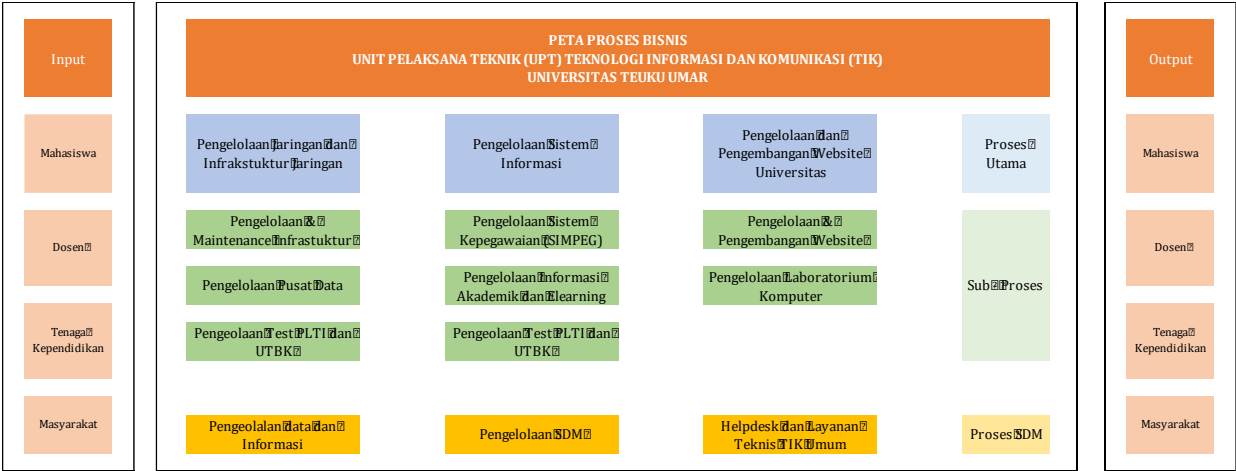 Input
Mahasiswa
Dosen
Tenaga
Kependidikan
Masyarakat
PETA PROSES BISNIS
UNIT PELAKSANA TEKNIK (UPT) TEKNOLOGI INFORMASI DAN KOMUNIKASI (TIK)
UNIVERSITAS TEUKU UMAR
Pengelolaan Jaringan dan
Infrakstuktur Jaringan
Pengelolaan Sistem
Informasi
Pengelolaan dan
Pengembangan Website
Universitas
Proses
Utama
Pengelolaan &
Maintenance Infrastuktur
Pengelolaan Sistem
Kepegawaian (SIMPEG)
Pengelolaan &
Pengembangan Website
Sub Proses
Pengelolaan Pusat Data
Pengelolaan Informasi
Akademik dan Elearning
Pengelolaan Laboratorium
Komputer
Pengeolaan Test PLTI dan
UTBK
Pengeolaan Test PLTI dan
UTBK
Pengeolalan data dan
Informasi
Pengelolaan SDM
Helpdesk dan Layanan
Teknis TIK Umum
Proses SDM
Output
Mahasiswa
Dosen
Tenaga
Kependidikan
Masyarakat